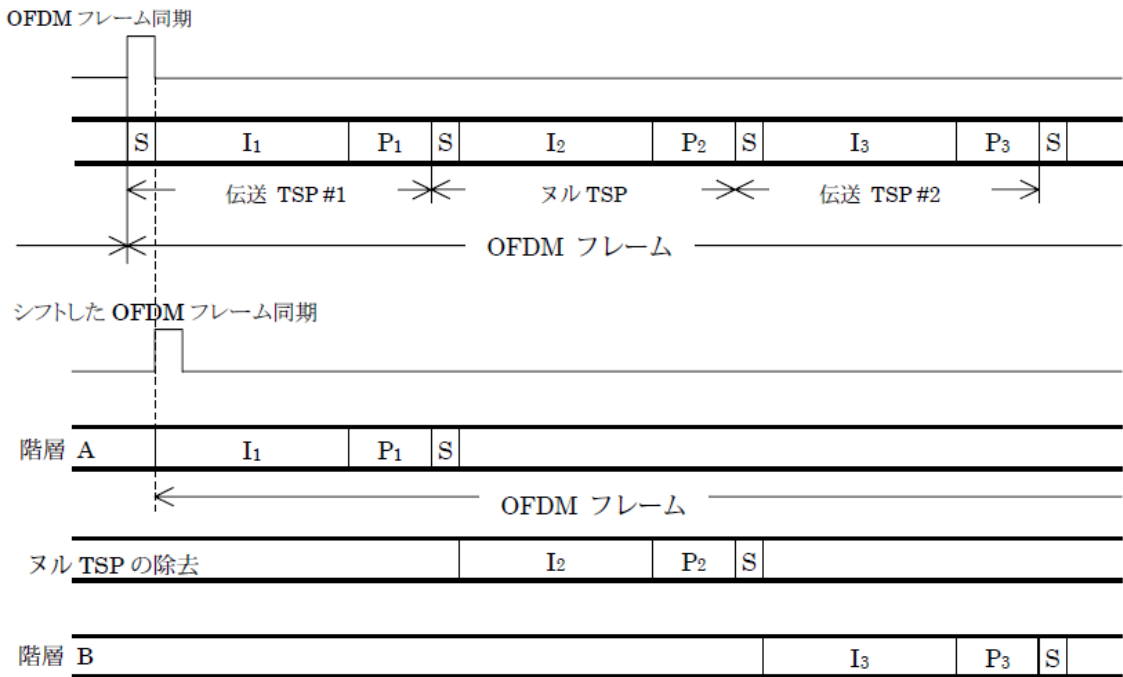 OFDM フレーム同期
S I₁ P₁ S I₂ P₂ S I₃ P₃ S
伝送 TSP #1 ヌル TSP 伝送 TSP #2
OFDM フレーム
シフトした OFDM フレーム同期
階層 A I₁ P₁ S
OFDM フレーム
ヌル TSP の除去 I₂ P₂ S
階層 B I₃ P₃ S